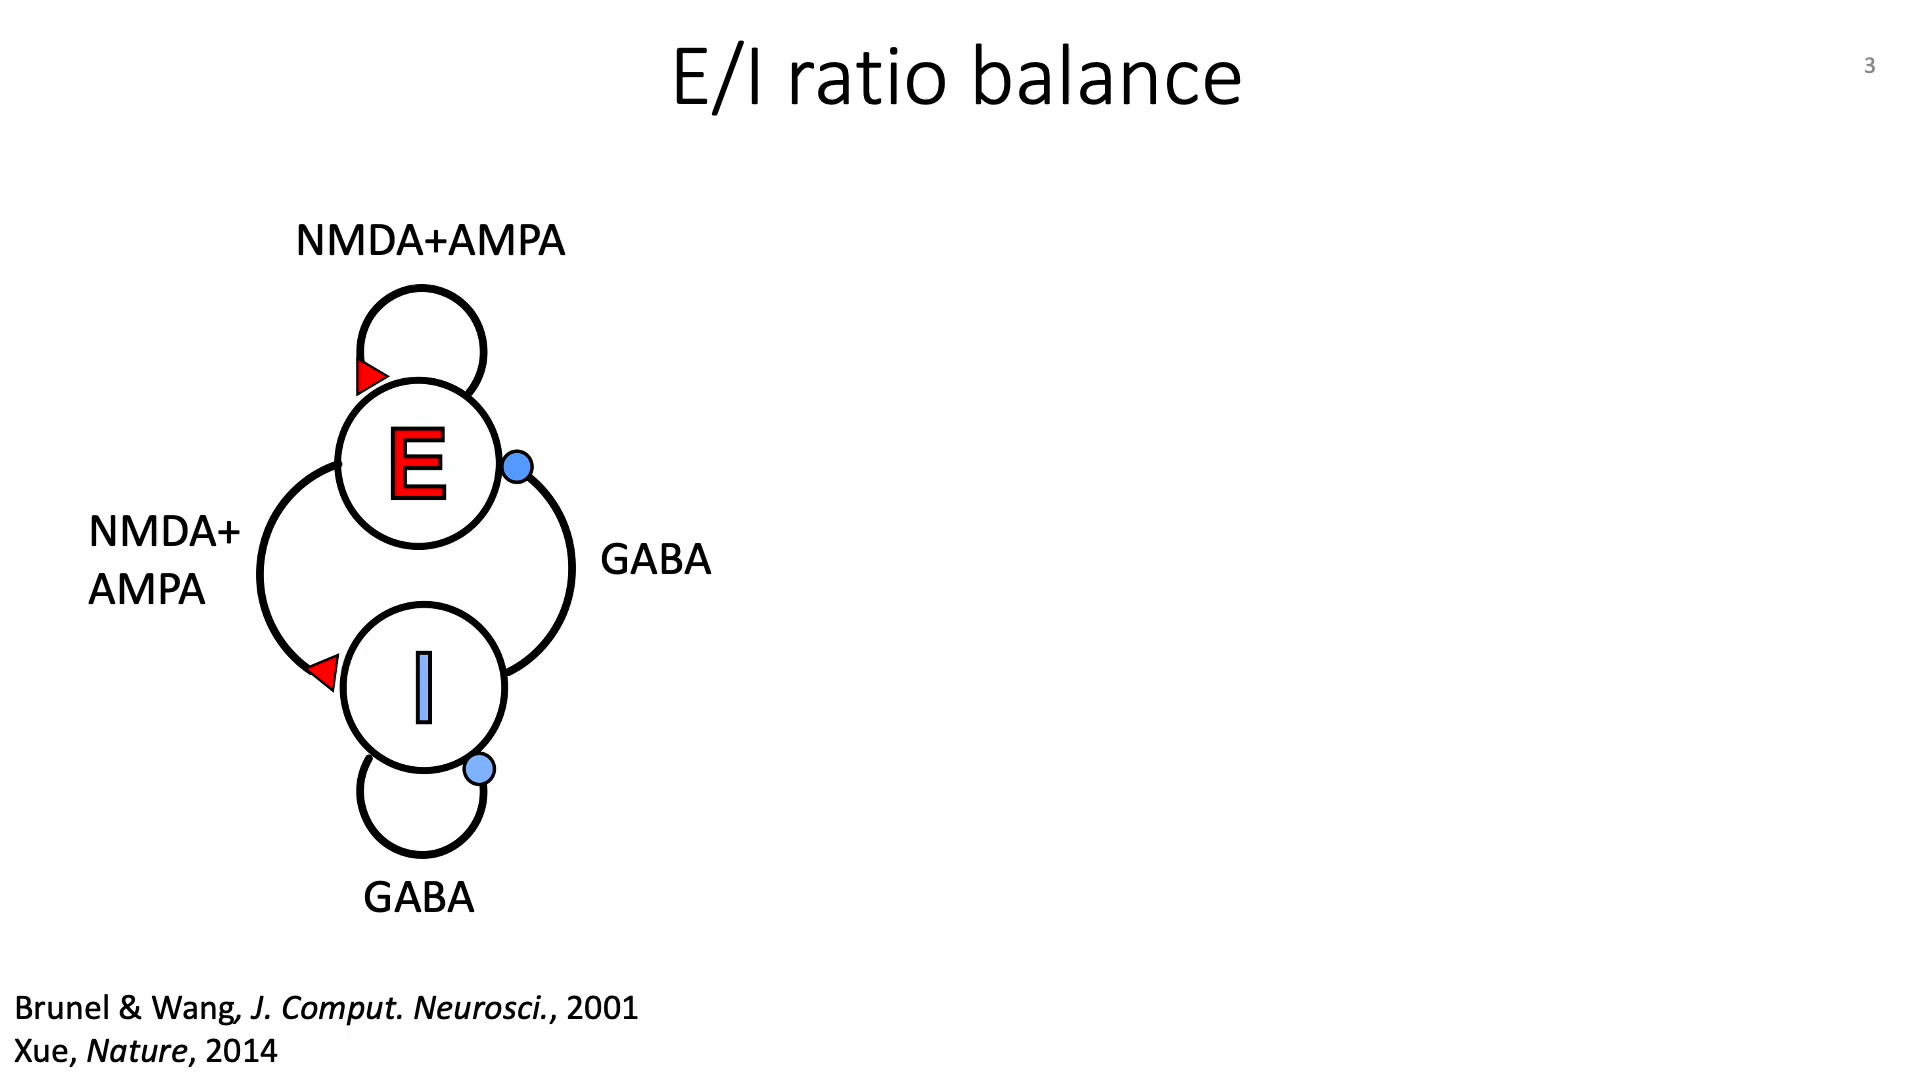 E/I ratio balance
3
NMDA+AMPA
E
NMDA+
AMPA
GABA
I
GABA
Brunel & Wang, J. Comput. Neurosci., 2001
Xue, Nature, 2014